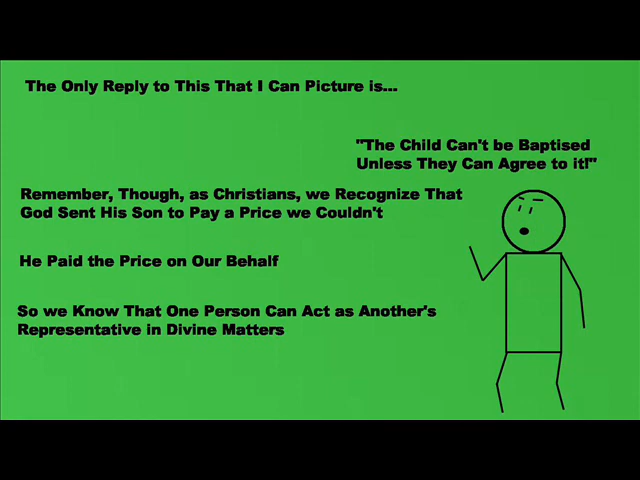 The Only Reply to This That I Can Picture is...
"The Child Can't be Baptised
Unless They Can Agree to it!"
Remember, Though, as Christians, we Recognize That
God Sent His Son to Pay a Price we Couldn't
He Paid the Price on Our Behalf
So we Know That One Person Can Act as Another's
Representative in Divine Matters